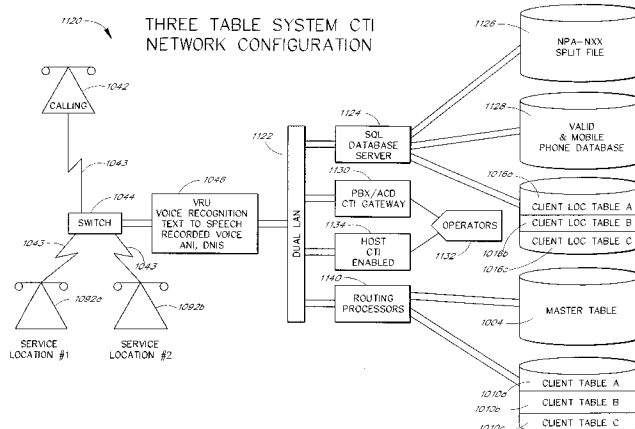 1120
THREE TABLE SYSTEM CTI
NETWORK CONFIGURATION
1126
NPA-NXX
SPLIT FILE
1042
CALLING
1124
SQL
DATABASE
SERVER
1128
VALID
& MOBILE
PHONE DATABASE
1122
1043
1046
1044
SWITCH
VRU
VOICE RECOGNITION
TEXT TO SPEECH
RECORDED VOICE
ANI, DNIS
DUAL LAN
1130
PBX/ACD
CTI GATEWAY
1016a
CLIENT LOC TABLE A
CLIENT LOC TABLE B
CLIENT LOC TABLE C
1016b
1016c
OPERATORS
1132
1134
HOST
CTI
ENABLED
1043
1043
1140
ROUTING
PROCESSORS
1092a
1092b
SERVICE
LOCATION #1
SERVICE
LOCATION #2
MASTER TABLE
1004
1010a
CLIENT TABLE A
1010b
CLIENT TABLE B
1010c
CLIENT TABLE C